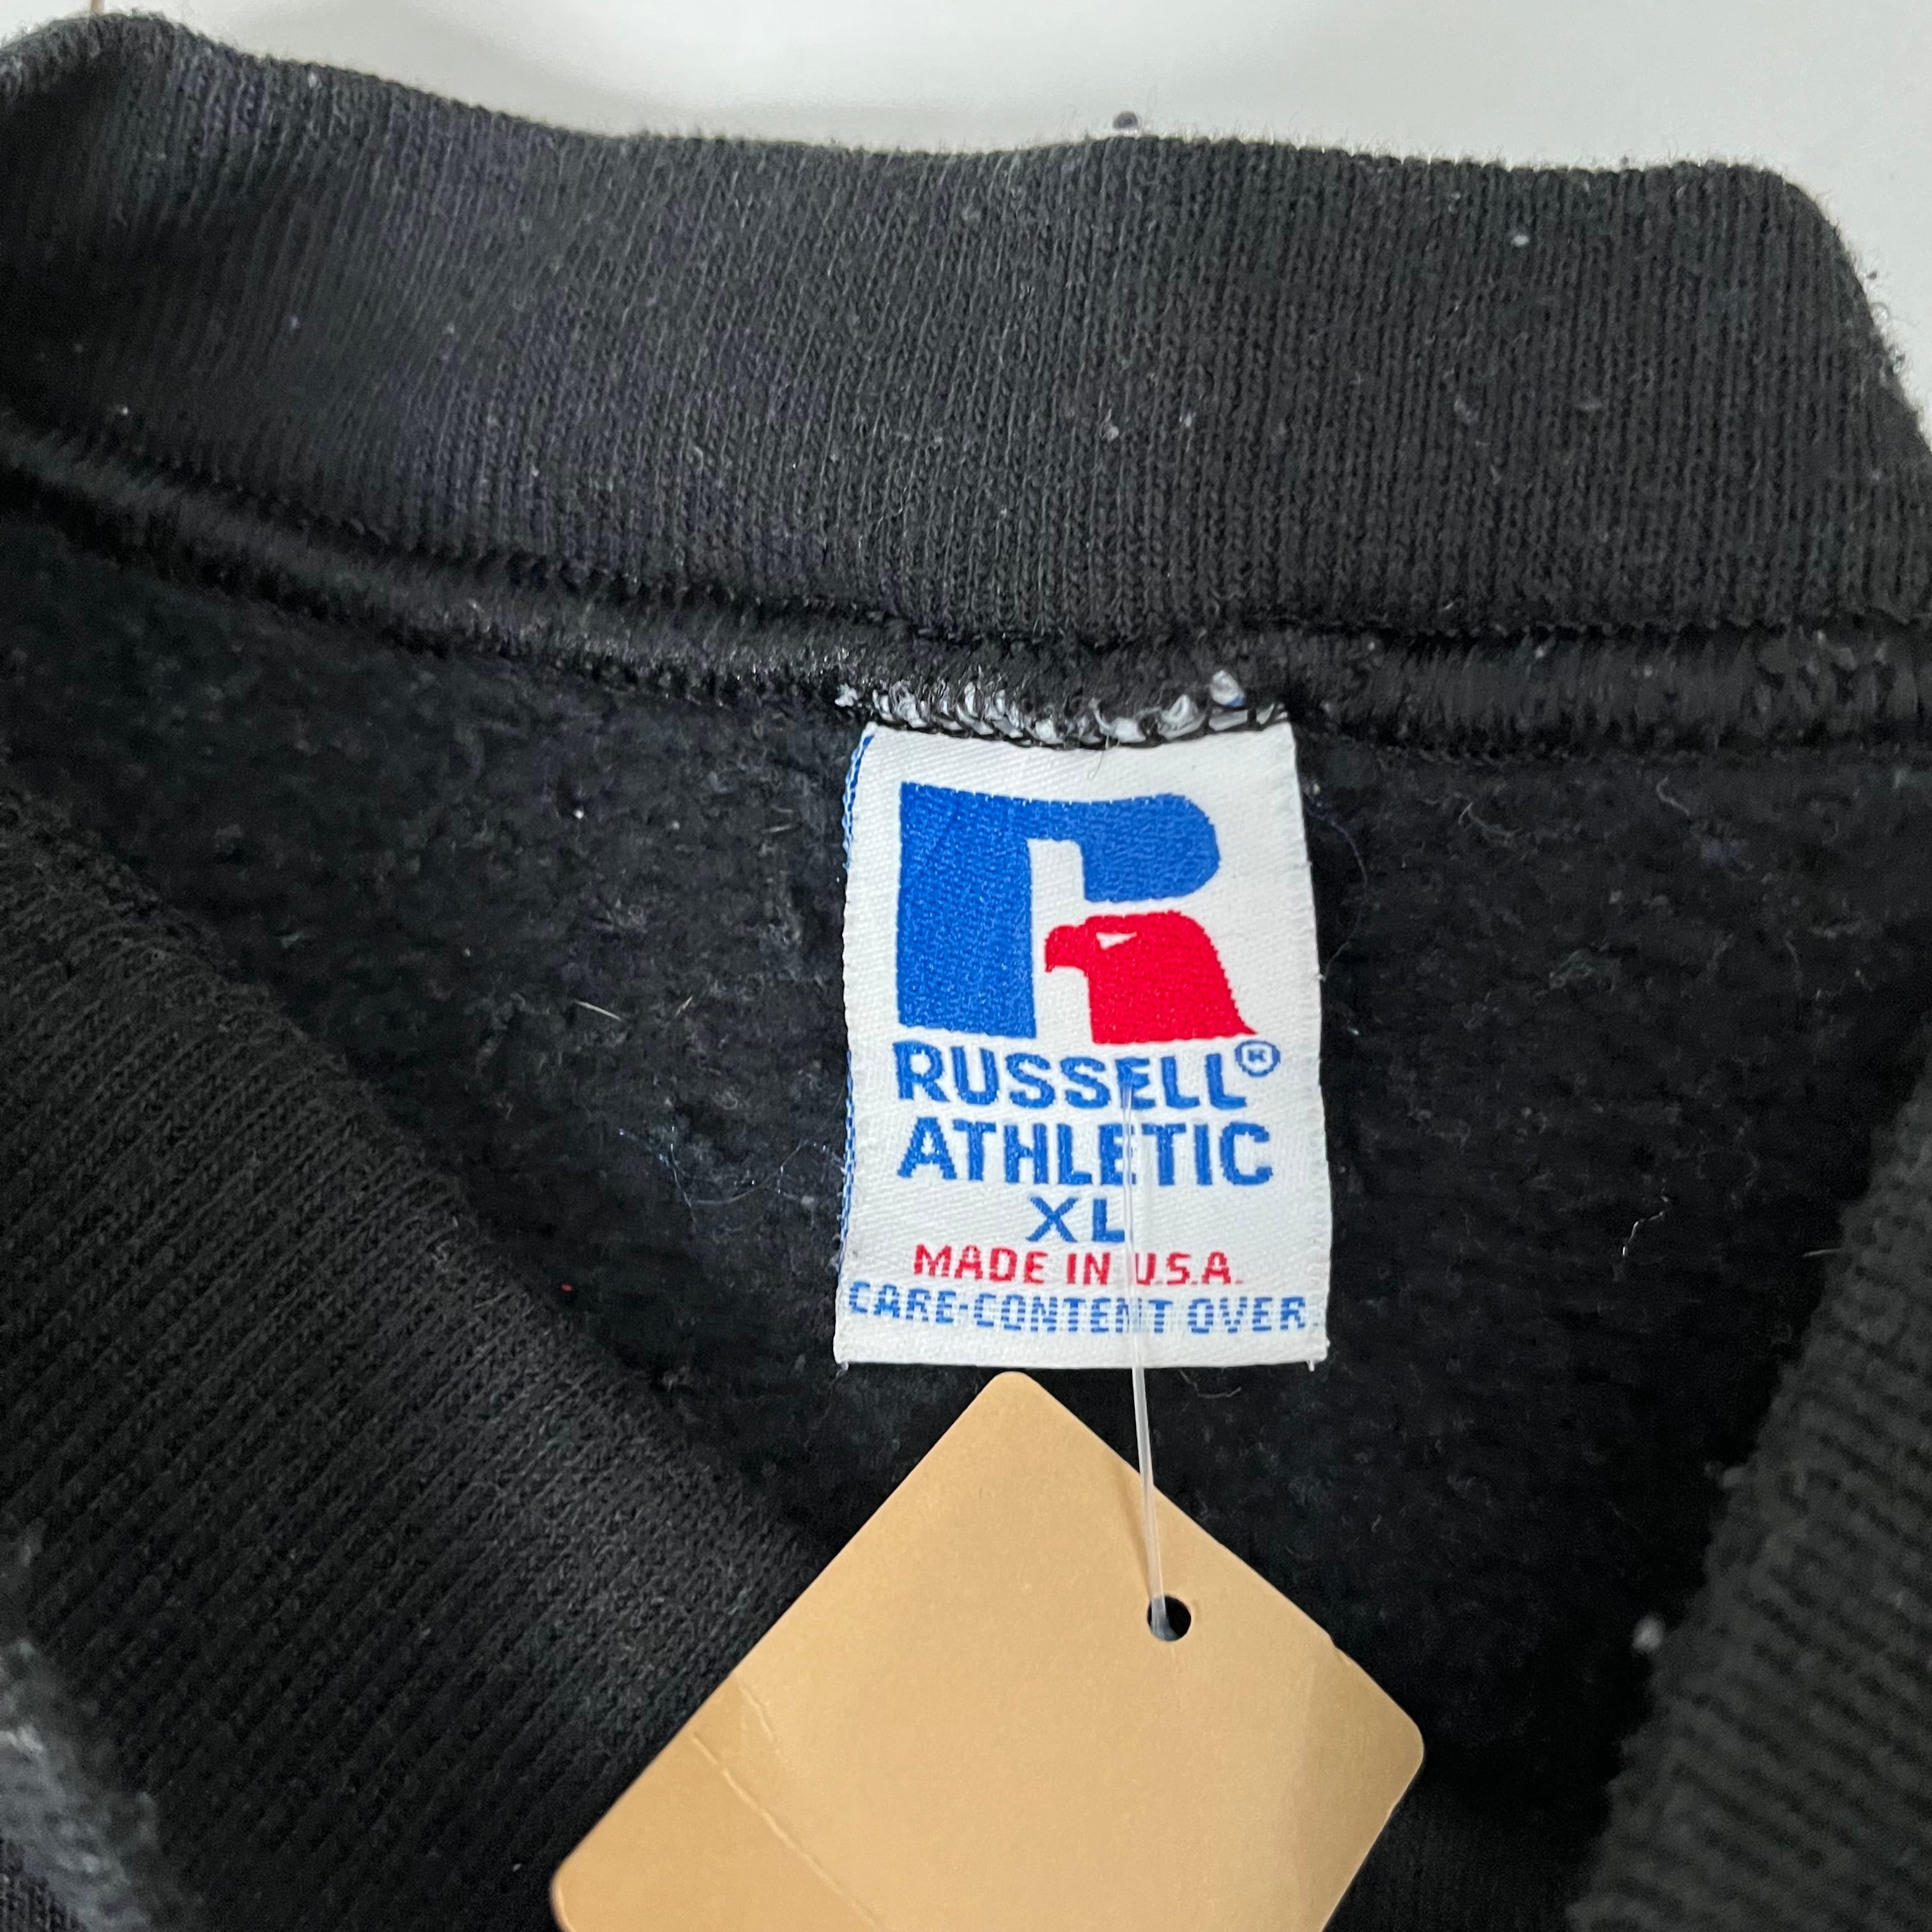 R
RUSSELL®
ATHLETIC
XL
MADE IN U.S.A.
CARE-CONTENT OVER